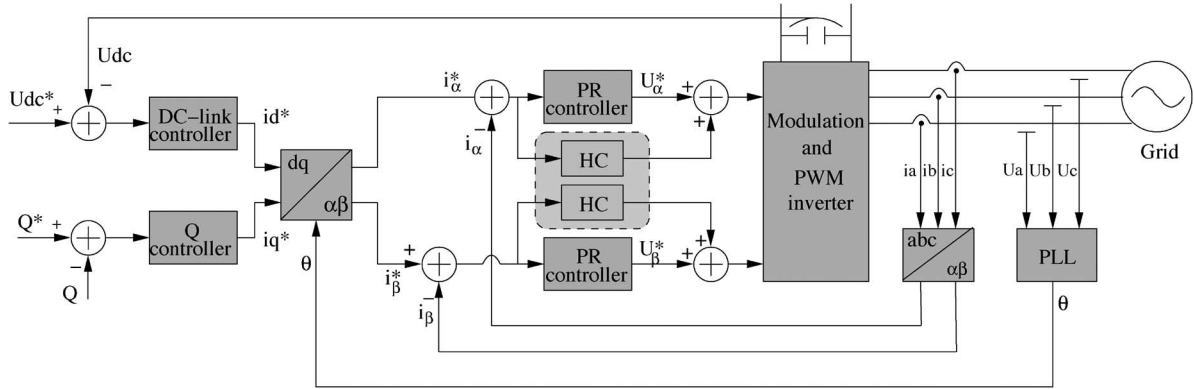 Udc
Udc*
+
−
DC−link
controller
id*
Q*
+
−
Q
Q
controller
iq*
dq
αβ
θ
i*α
−
iα
PR
controller
U*α
+
+
HC
HC
i*β
+
−
iβ
PR
controller
U*β
+
+
Modulation
and
PWM
inverter
ia
ib
ic
Ua
Ub
Uc
Grid
abc
αβ
PLL
θ